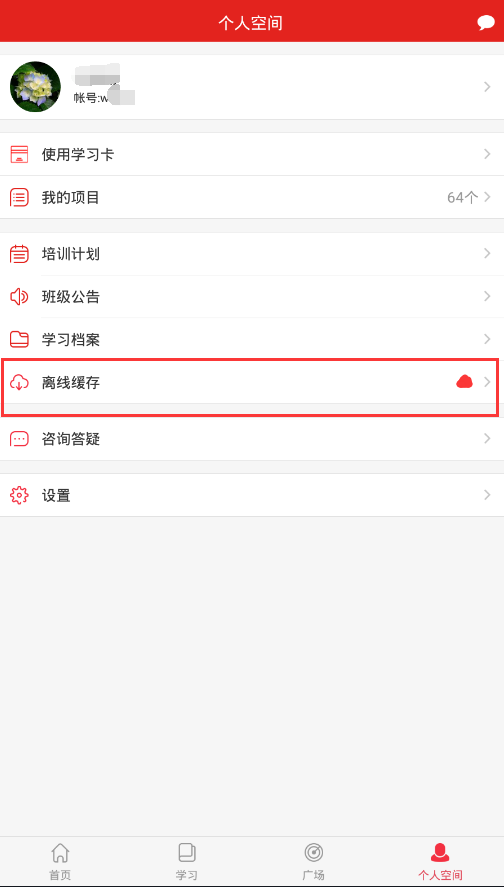 个人空间
帐号:w
使用学习卡
我的项目
64个
培训计划
班级公告
学习档案
离线缓存
咨询答疑
设置
首页
学习
广场
个人空间